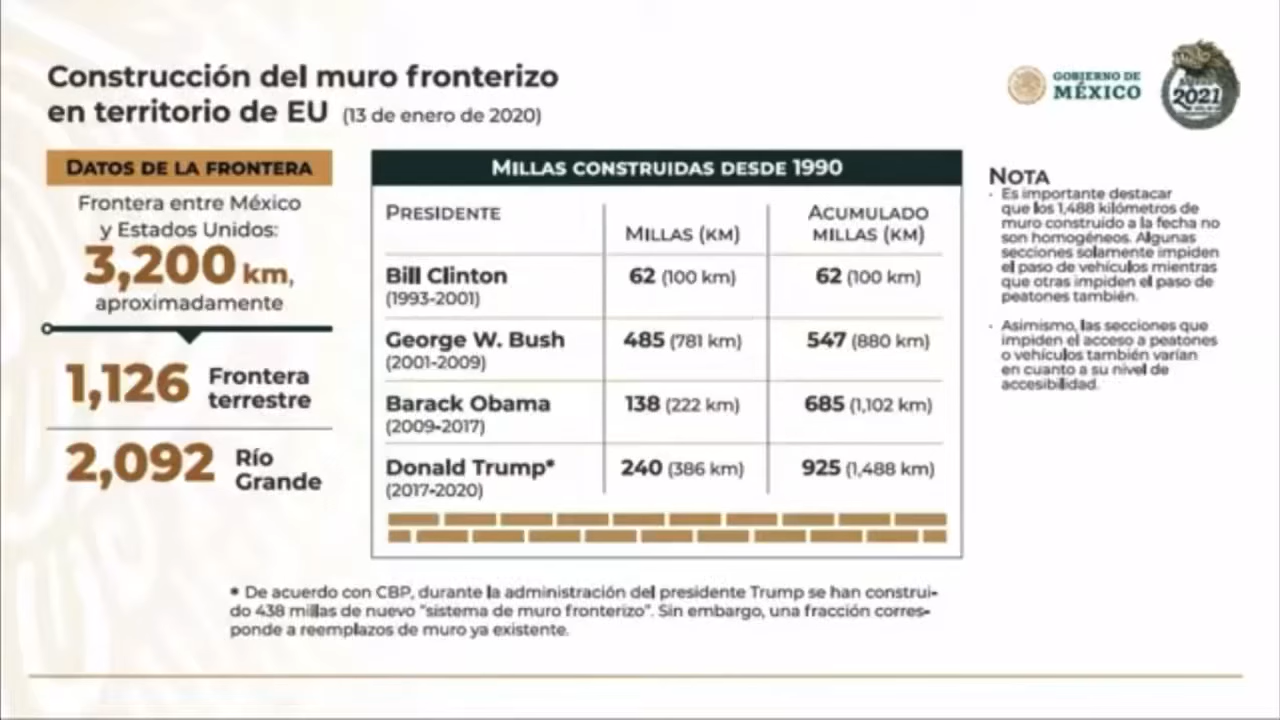 Construcción del muro fronterizo
en territorio de EU (13 de enero de 2020)
GOBIERNO DE
MÉXICO
2021
DATOS DE LA FRONTERA
Frontera entre México
y Estados Unidos:
3,200 km,
aproximadamente
1,126 Frontera
terrestre
2,092 Río
Grande
MILLAS CONSTRUIDAS DESDE 1990
PRESIDENTE MILLAS (KM) ACUMULADO
MILLAS (KM)
Bill Clinton 62 (100 km) 62 (100 km)
(1993-2001)
George W. Bush 485 (781 km) 547 (880 km)
(2001-2009)
Barack Obama 138 (222 km) 685 (1,102 km)
(2009-2017)
Donald Trump* 240 (386 km) 925 (1,488 km)
(2017-2020)
NOTA
· Es importante destacar
que los 1,488 kilómetros de
muro construido a la fecha no
son homogéneos. Algunas
secciones solamente impiden
el paso de vehículos mientras
que otras impiden el paso de
peatones también.
· Asimismo, las secciones que
impiden el acceso a peatones
o vehículos también varían
en cuanto a su nivel de
accesibilidad.
* De acuerdo con CBP, durante la administración del presidente Trump se han construi-
do 438 millas de nuevo "sistema de muro fronterizo". Sin embargo, una fracción corres-
ponde a reemplazos de muro ya existente.